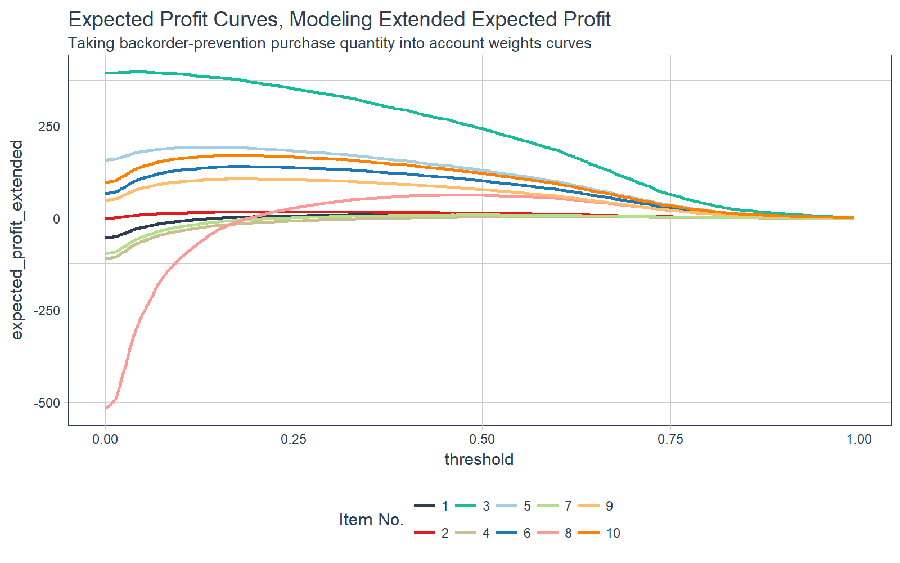 Expected Profit Curves, Modeling Extended Expected Profit
Taking backorder-prevention purchase quantity into account weights curves
expected_profit_extended
250
0
-250
-500
0.00 0.25 0.50 0.75 1.00
threshold
Item No.
1 3 5 7 9
2 4 6 8 10